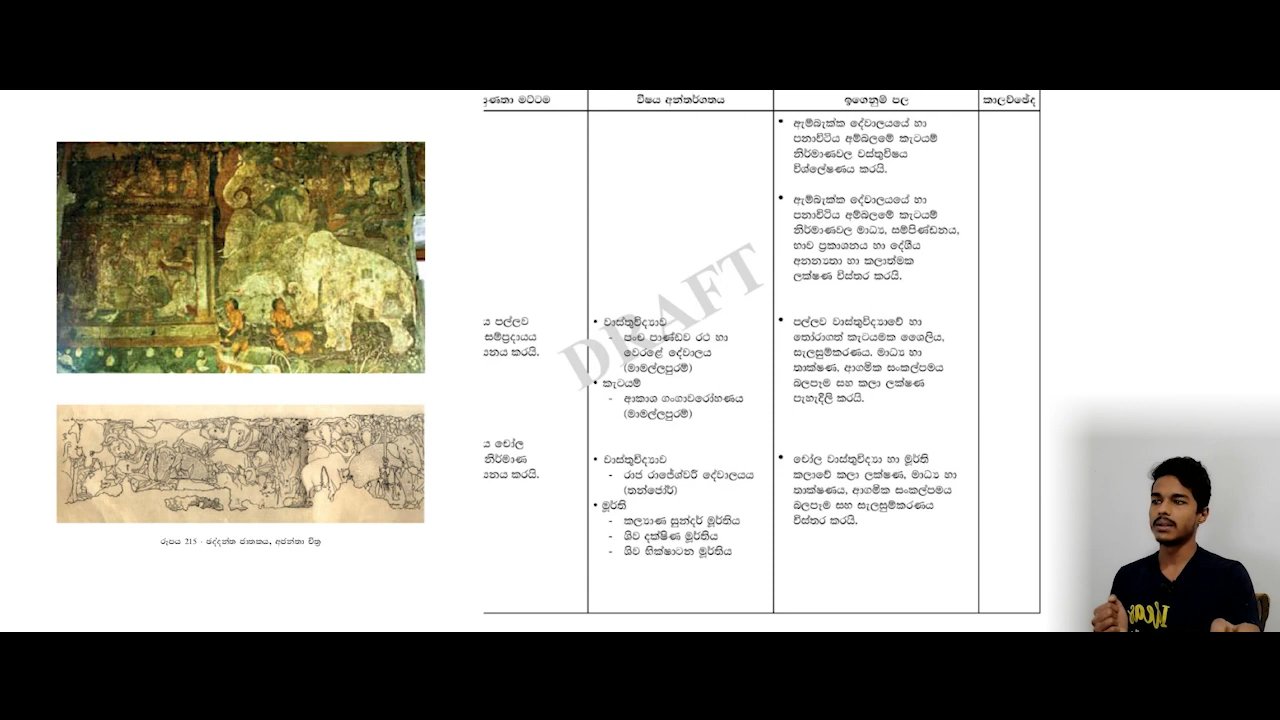 රූපය 215 - ඡද්දන්ත ජාතකය, අජන්තා චිත්‍ර
විෂය අන්තර්ගතය
ඉගෙනුම් පල
කාලච්ඡේද
මට්ටම
• ඇම්බැක්ක දේවාලයයේ හා
පනාවිටිය අම්බලමේ කැටයම්
නිර්මාණවල වස්තුවිෂය
විශ්ලේෂණය කරයි.
• ඇම්බැක්ක දේවාලයයේ හා
පනාවිටිය අම්බලමේ කැටයම්
නිර්මාණවල මාධ්‍ය, සම්පිණ්ඩනය,
භාව ප්‍රකාශනය හා දේශීය
අනන්‍යතා හා කලාත්මක
ලක්ෂණ විස්තර කරයි.
DRAFT
ය පල්ලව
සම්ප්‍රදායය
කරයි.
• වාස්තුවිද්‍යාව
- පංච පාණ්ඩව රථ හා
වෙරළේ දේවාලය
(මාමල්ලපුරම්)
• කැටයම්
- ආකාශ ගංගාවරෝහණය
(මාමල්ලපුරම්)
• පල්ලව වාස්තුවිද්‍යාවේ හා
තෝරාගත් කැටයමක ශෛලිය,
සැලසුම්කරණය. මාධ්‍ය හා
තාක්ෂණ, ආගමික සංකල්පමය
බලපෑම සහ කලා ලක්ෂණ
පැහැදිලි කරයි.
ය චෝල
නිර්මාණ
කරයි.
• වාස්තුවිද්‍යාව
- රාජ රාජේශ්වරී දේවාලයය
(තන්ජෝර්)
• මූර්ති
- කල්‍යාණ සුන්දර් මූර්තිය
- ශිව දක්ෂිණ මූර්තිය
- ශිව භික්ෂාටන මූර්තිය
• චෝල වාස්තුවිද්‍යා හා මූර්ති
කලාවේ කලා ලක්ෂණ, මාධ්‍ය හා
තාක්ෂණය, ආගමික සංකල්පමය
බලපෑම සහ සැලසුම්කරණය
විස්තර කරයි.